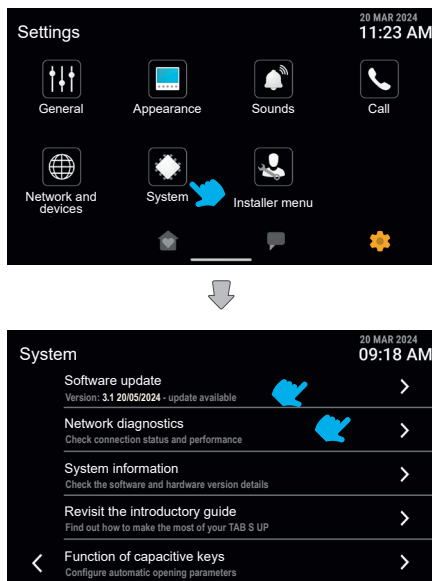 20 MAR 2024
Settings
11:23 AM
General
Appearance
Sounds
Call
Network and
devices
System
Installer menu
20 MAR 2024
System
09:18 AM
Software update
Version: 3.1 20/05/2024 - update available
Network diagnostics
Check connection status and performance
System information
Check the software and hardware version details
Revisit the introductory guide
Find out how to make the most of your TAB S UP
Function of capacitive keys
Configure automatic opening parameters